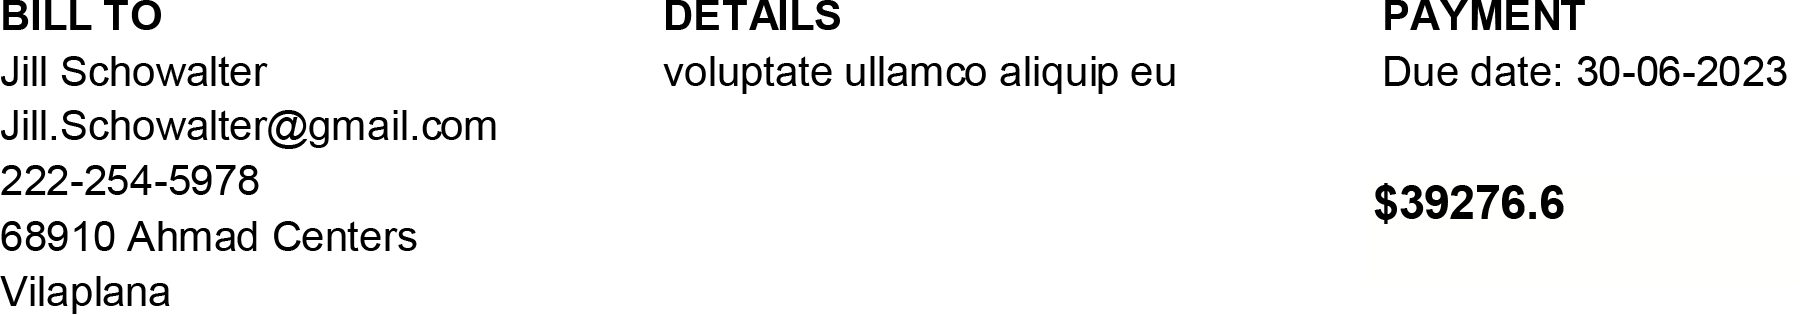 BILL TO
Jill Schowalter
Jill.Schowalter@gmail.com
222-254-5978
68910 Ahmad Centers
Vilaplana
DETAILS
voluptate ullamco aliquip eu
PAYMENT
Due date: 30-06-2023
$39276.6